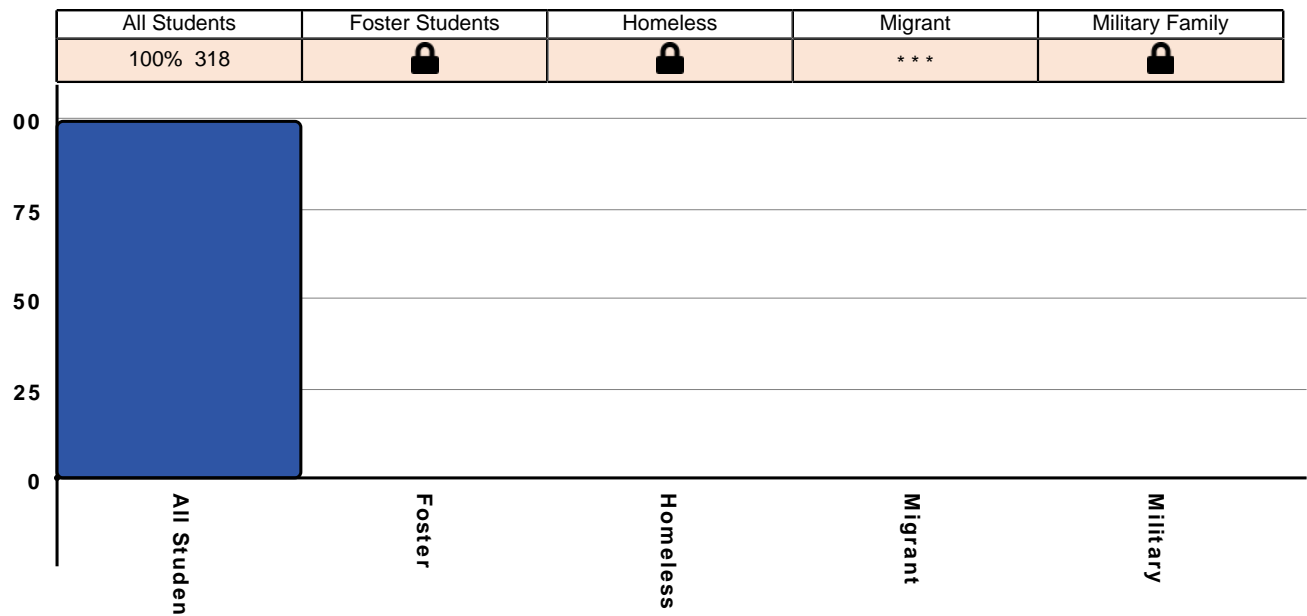 All Students Foster Students Homeless Migrant Military Family
100% 318 * * *
00
75
50
25
0
All Studen
Foster
Homeless
Migrant
Military